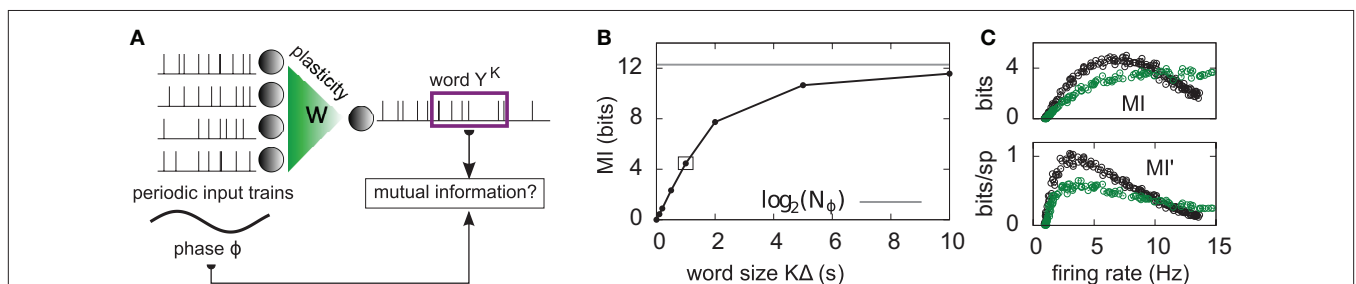 A
plasticity
W
word Y^K
periodic input trains
phase ϕ
mutual information?
B
MI (bits)
12
8
4
0
log₂(Nϕ)
0 2 4 6 8 10
word size KΔ (s)
C
bits
4
0
MI
bits/sp
1
0
MI'
0 5 10 15
firing rate (Hz)